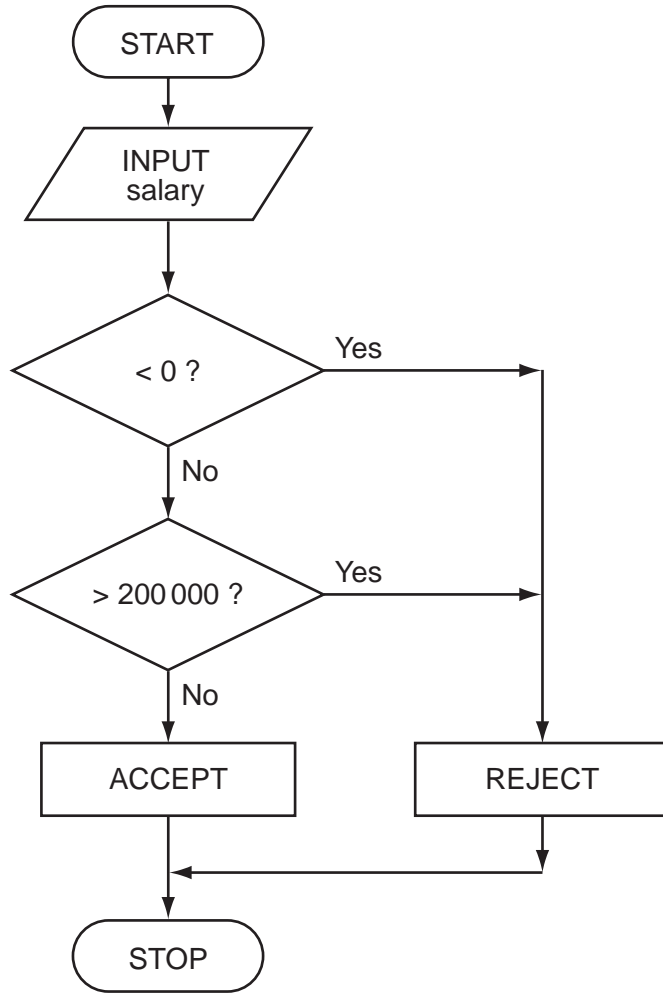 START
INPUT
salary
< 0 ?
Yes
No
> 200 000 ?
Yes
No
ACCEPT
REJECT
STOP